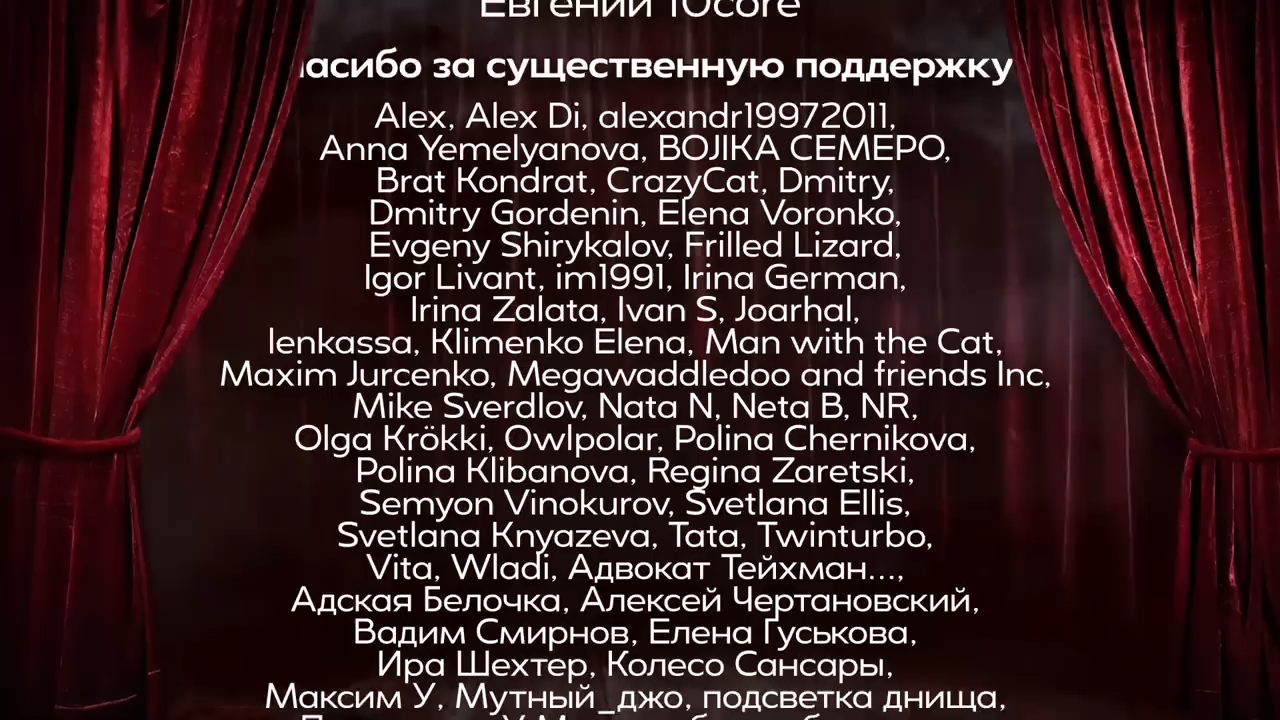 Евгений 10core
асибо за существенную поддержку
Alex, Alex Di, alexandr19972011,
Anna Yemelyanova, BOJIKA CEMEPO,
Brat Kondrat, CrazyCat, Dmitry,
Dmitry Gordenin, Elena Voronko,
Evgeny Shirykalov, Frilled Lizard,
Igor Livant, im1991, Irina German,
Irina Zalata, Ivan S, Joarhal,
lenkassa, Klimenko Elena, Man with the Cat,
Maxim Jurcenko, Megawaddledoo and friends Inc,
Mike Sverdlov, Nata N, Neta B, NR,
Olga Krökki, Owlpolar, Polina Chernikova,
Polina Klibanova, Regina Zaretski,
Semyon Vinokurov, Svetlana Ellis,
Svetlana Knyazeva, Tata, Twinturbo,
Vita, Wladi, Адвокат Тейхман...,
Адская Белочка, Алексей Чертановский,
Вадим Смирнов, Елена Гуськова,
Ира Шехтер, Колесо Сансары,
Максим У, Мутный_джо, подсветка днища,